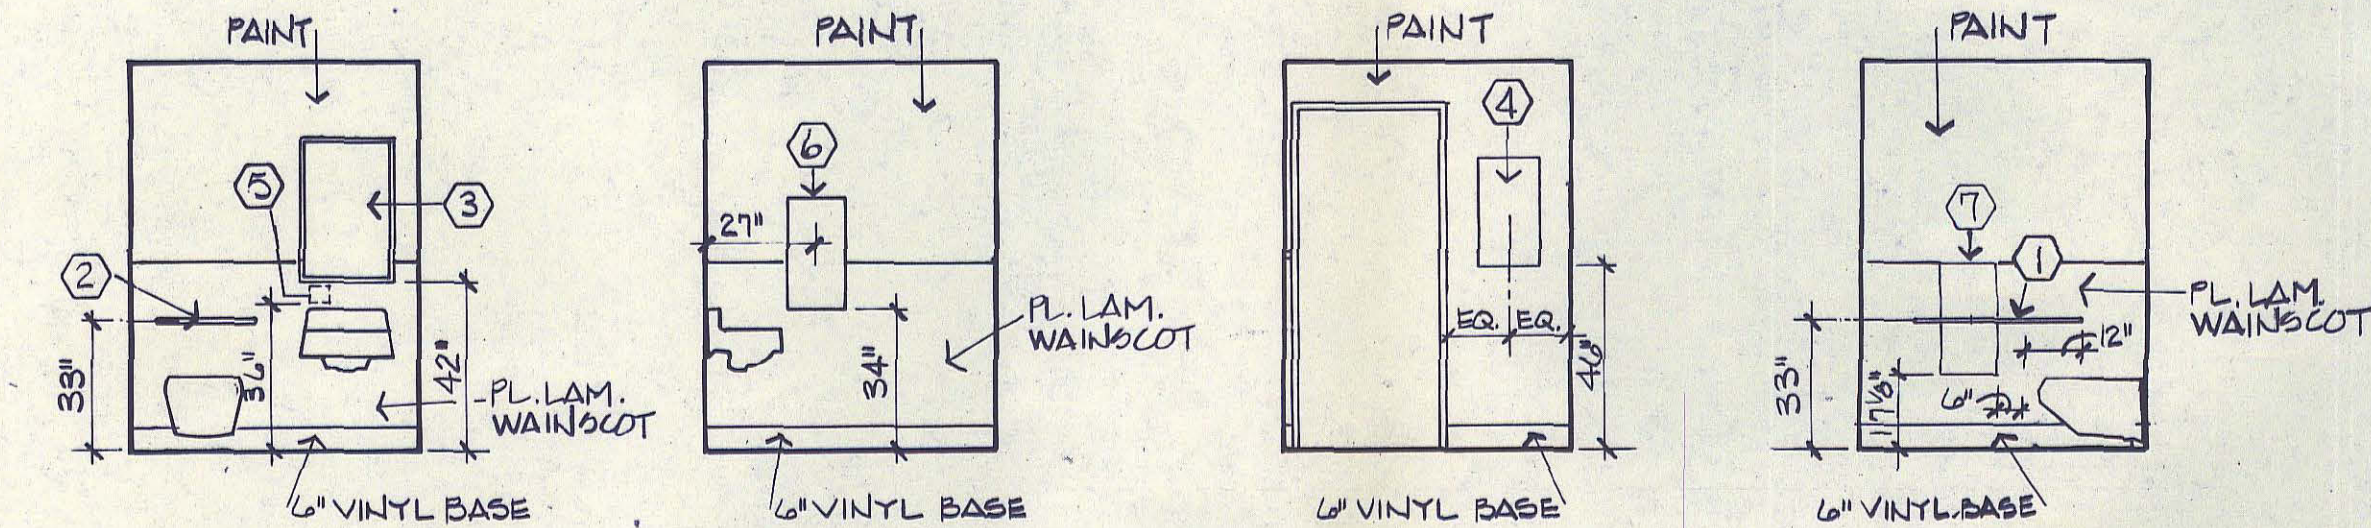 PAINT
5
3
2
33"
36"
42"
PL. LAM.
WAINSCOT
6" VINYL BASE
PAINT
6
27"
34"
PL. LAM.
WAINSCOT
6" VINYL BASE
PAINT
4
EQ. EQ.
46"
6" VINYL BASE
PAINT
7
1
PL. LAM.
WAINSCOT
33"
12"
17 1/8"
6"
6" VINYL BASE